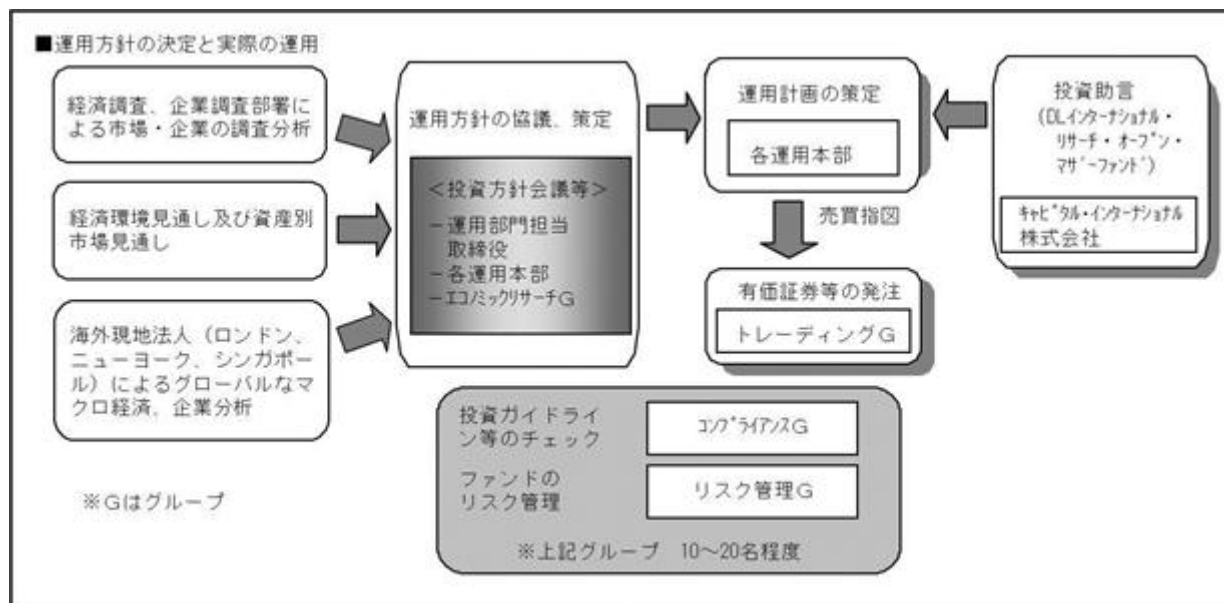 ■運用方針の決定と実際の運用
経済調査、企業調査部署に
よる市場・企業の調査分析
経済環境見通し及び資産別
市場見通し
海外現地法人（ロンドン、
ニューヨーク、シンガポー
ル）によるグローバルなマ
クロ経済、企業分析
※Gはグループ
運用方針の協議、策定
＜投資方針会議等＞
－運用部門担当
取締役
－各運用本部
－ｴｺﾉﾐｯｸﾘｻｰﾁG
運用計画の策定
各運用本部
売買指図
有価証券等の発注
トレーディングG
投資助言
(DLｲﾝﾀｰﾅｼｮﾅﾙ・
ﾘｻｰﾁ・ｵｰﾌﾟﾝ・
ﾏｻﾞｰﾌｧﾝﾄﾞ)
ｷｬﾋﾟﾀﾙ・ｲﾝﾀｰﾅｼｮﾅﾙ
株式会社
投資ガイドライ
ン等のチェック
ｺﾝﾌﾟﾗｲｱﾝｽG
ファンドの
リスク管理
リスク管理G
※上記グループ 10～20名程度